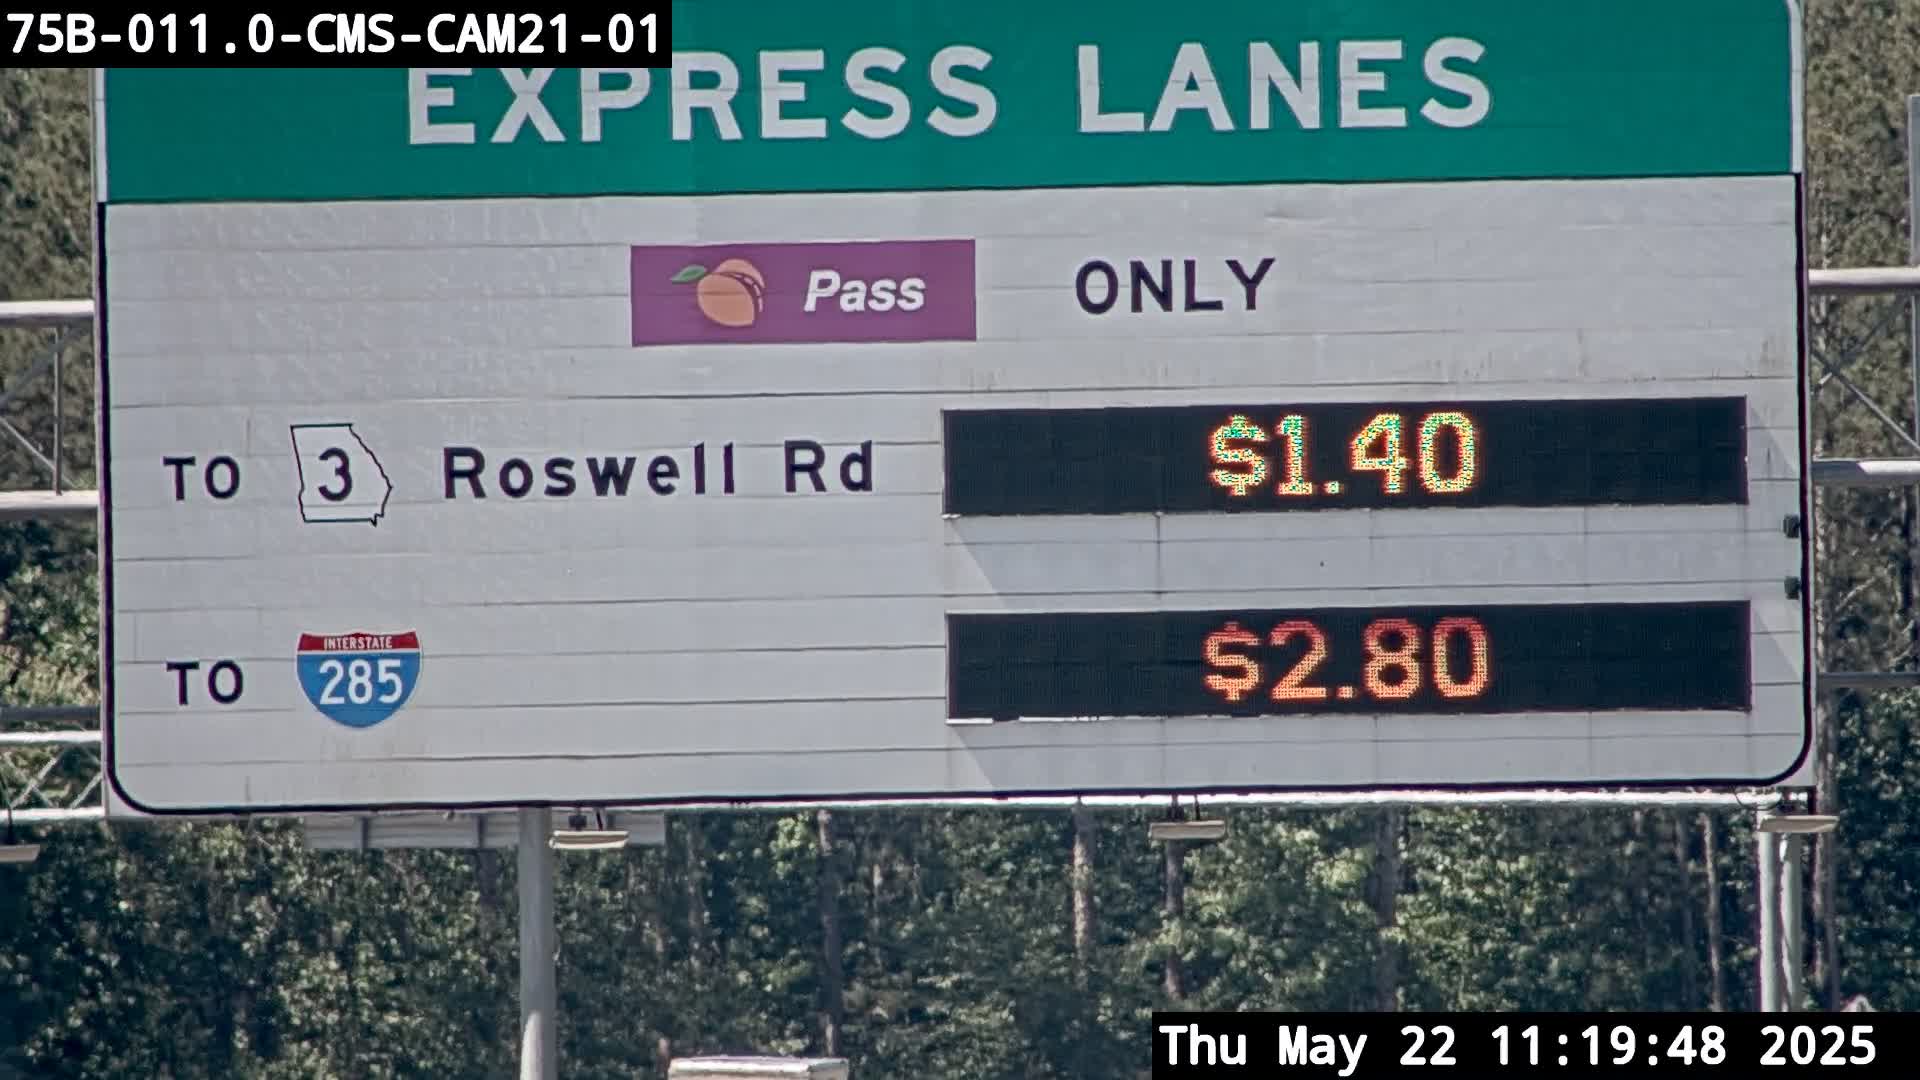 75B-011.0-CMS-CAM21-01
EXPRESS LANES
Pass ONLY
TO 3 Roswell Rd $1.40
INTERSTATE
TO 285 $2.80
Thu May 22 11:19:48 2025